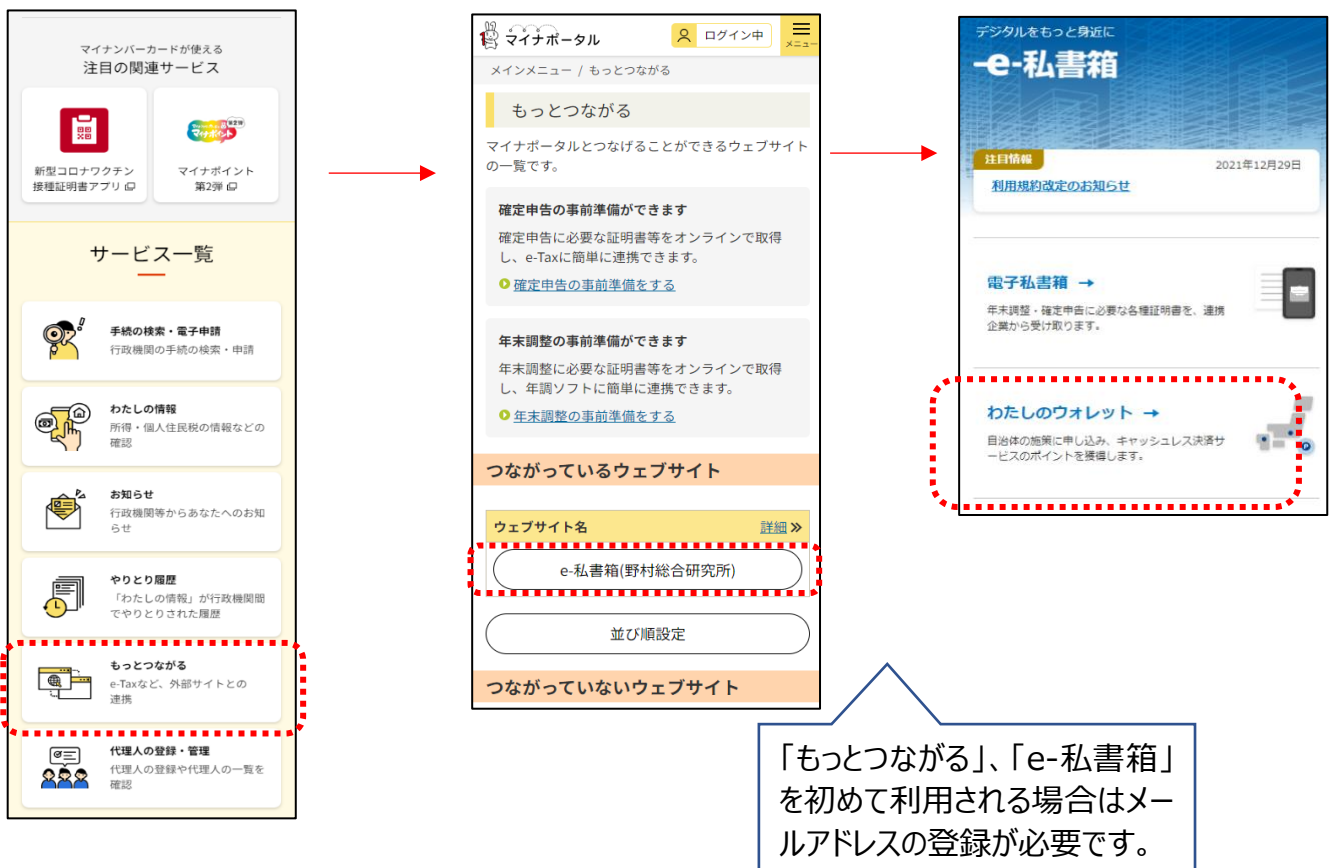 マイナンバーカードが使える
注目の関連サービス
新型コロナワクチン
接種証明書アプリ
マイナポイント
第2弾
サービス一覧
手続の検索・電子申請
行政機関の手続の検索・申請
わたしの情報
所得・個人住民税の情報などの
確認
お知らせ
行政機関等からあなたへのお知
らせ
やりとり履歴
「わたしの情報」が行政機関間
でやりとりされた履歴
もっとつながる
e-Taxなど、外部サイトとの
連携
代理人の登録・管理
代理人の登録や代理人の一覧を
確認
マイナポータル
ログイン中
メニュー
メインメニュー / もっとつながる
もっとつながる
マイナポータルとつなげることができるウェブサイト
の一覧です。
確定申告の事前準備ができます
確定申告に必要な証明書等をオンラインで取得
し、e-Taxに簡単に連携できます。
確定申告の事前準備をする
年末調整の事前準備ができます
年末調整に必要な証明書等をオンラインで取得
し、年調ソフトに簡単に連携できます。
年末調整の事前準備をする
つながっているウェブサイト
ウェブサイト名 詳細 »
e-私書箱(野村総合研究所)
並び順設定
つながっていないウェブサイト
「もっとつながる」、「e-私書箱」
を初めて利用される場合はメー
ルアドレスの登録が必要です。
デジタルをもっと身近に
e-私書箱
注目情報
2021年12月29日
利用規約改定のお知らせ
電子私書箱 →
年末調整・確定申告に必要な各種証明書を、連携
企業から受け取ります。
わたしのウォレット →
自治体の施策に申し込み、キャッシュレス決済サ
ービスのポイントを獲得します。
P